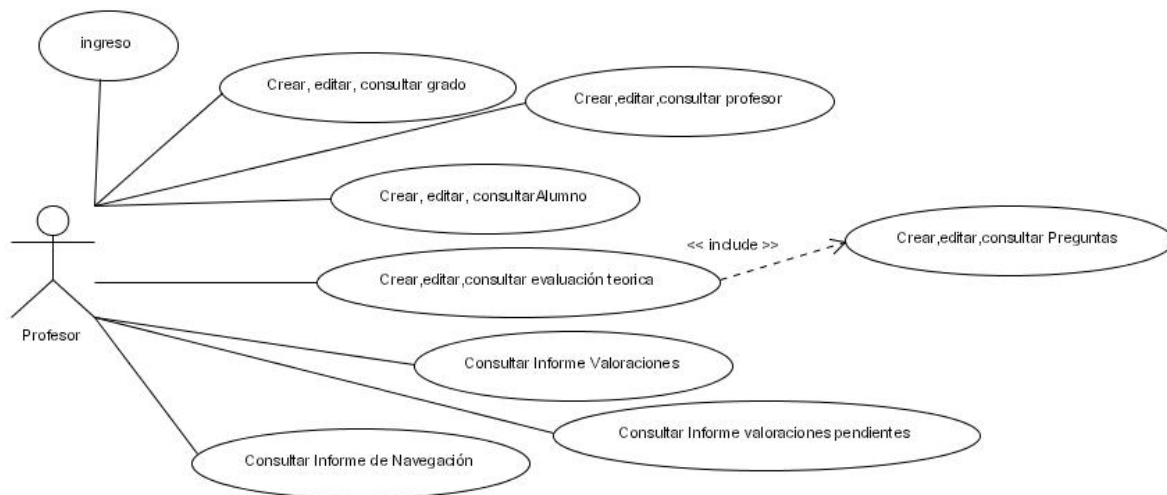 ingreso
Crear, editar, consultar grado
Crear,editar,consultar profesor
Crear, editar, consultarAlumno
<< include >>
Crear,editar,consultar Preguntas
Crear,editar,consultar evaluación teorica
Profesor
Consultar Informe Valoraciones
Consultar Informe valoraciones pendientes
Consultar Informe de Navegación